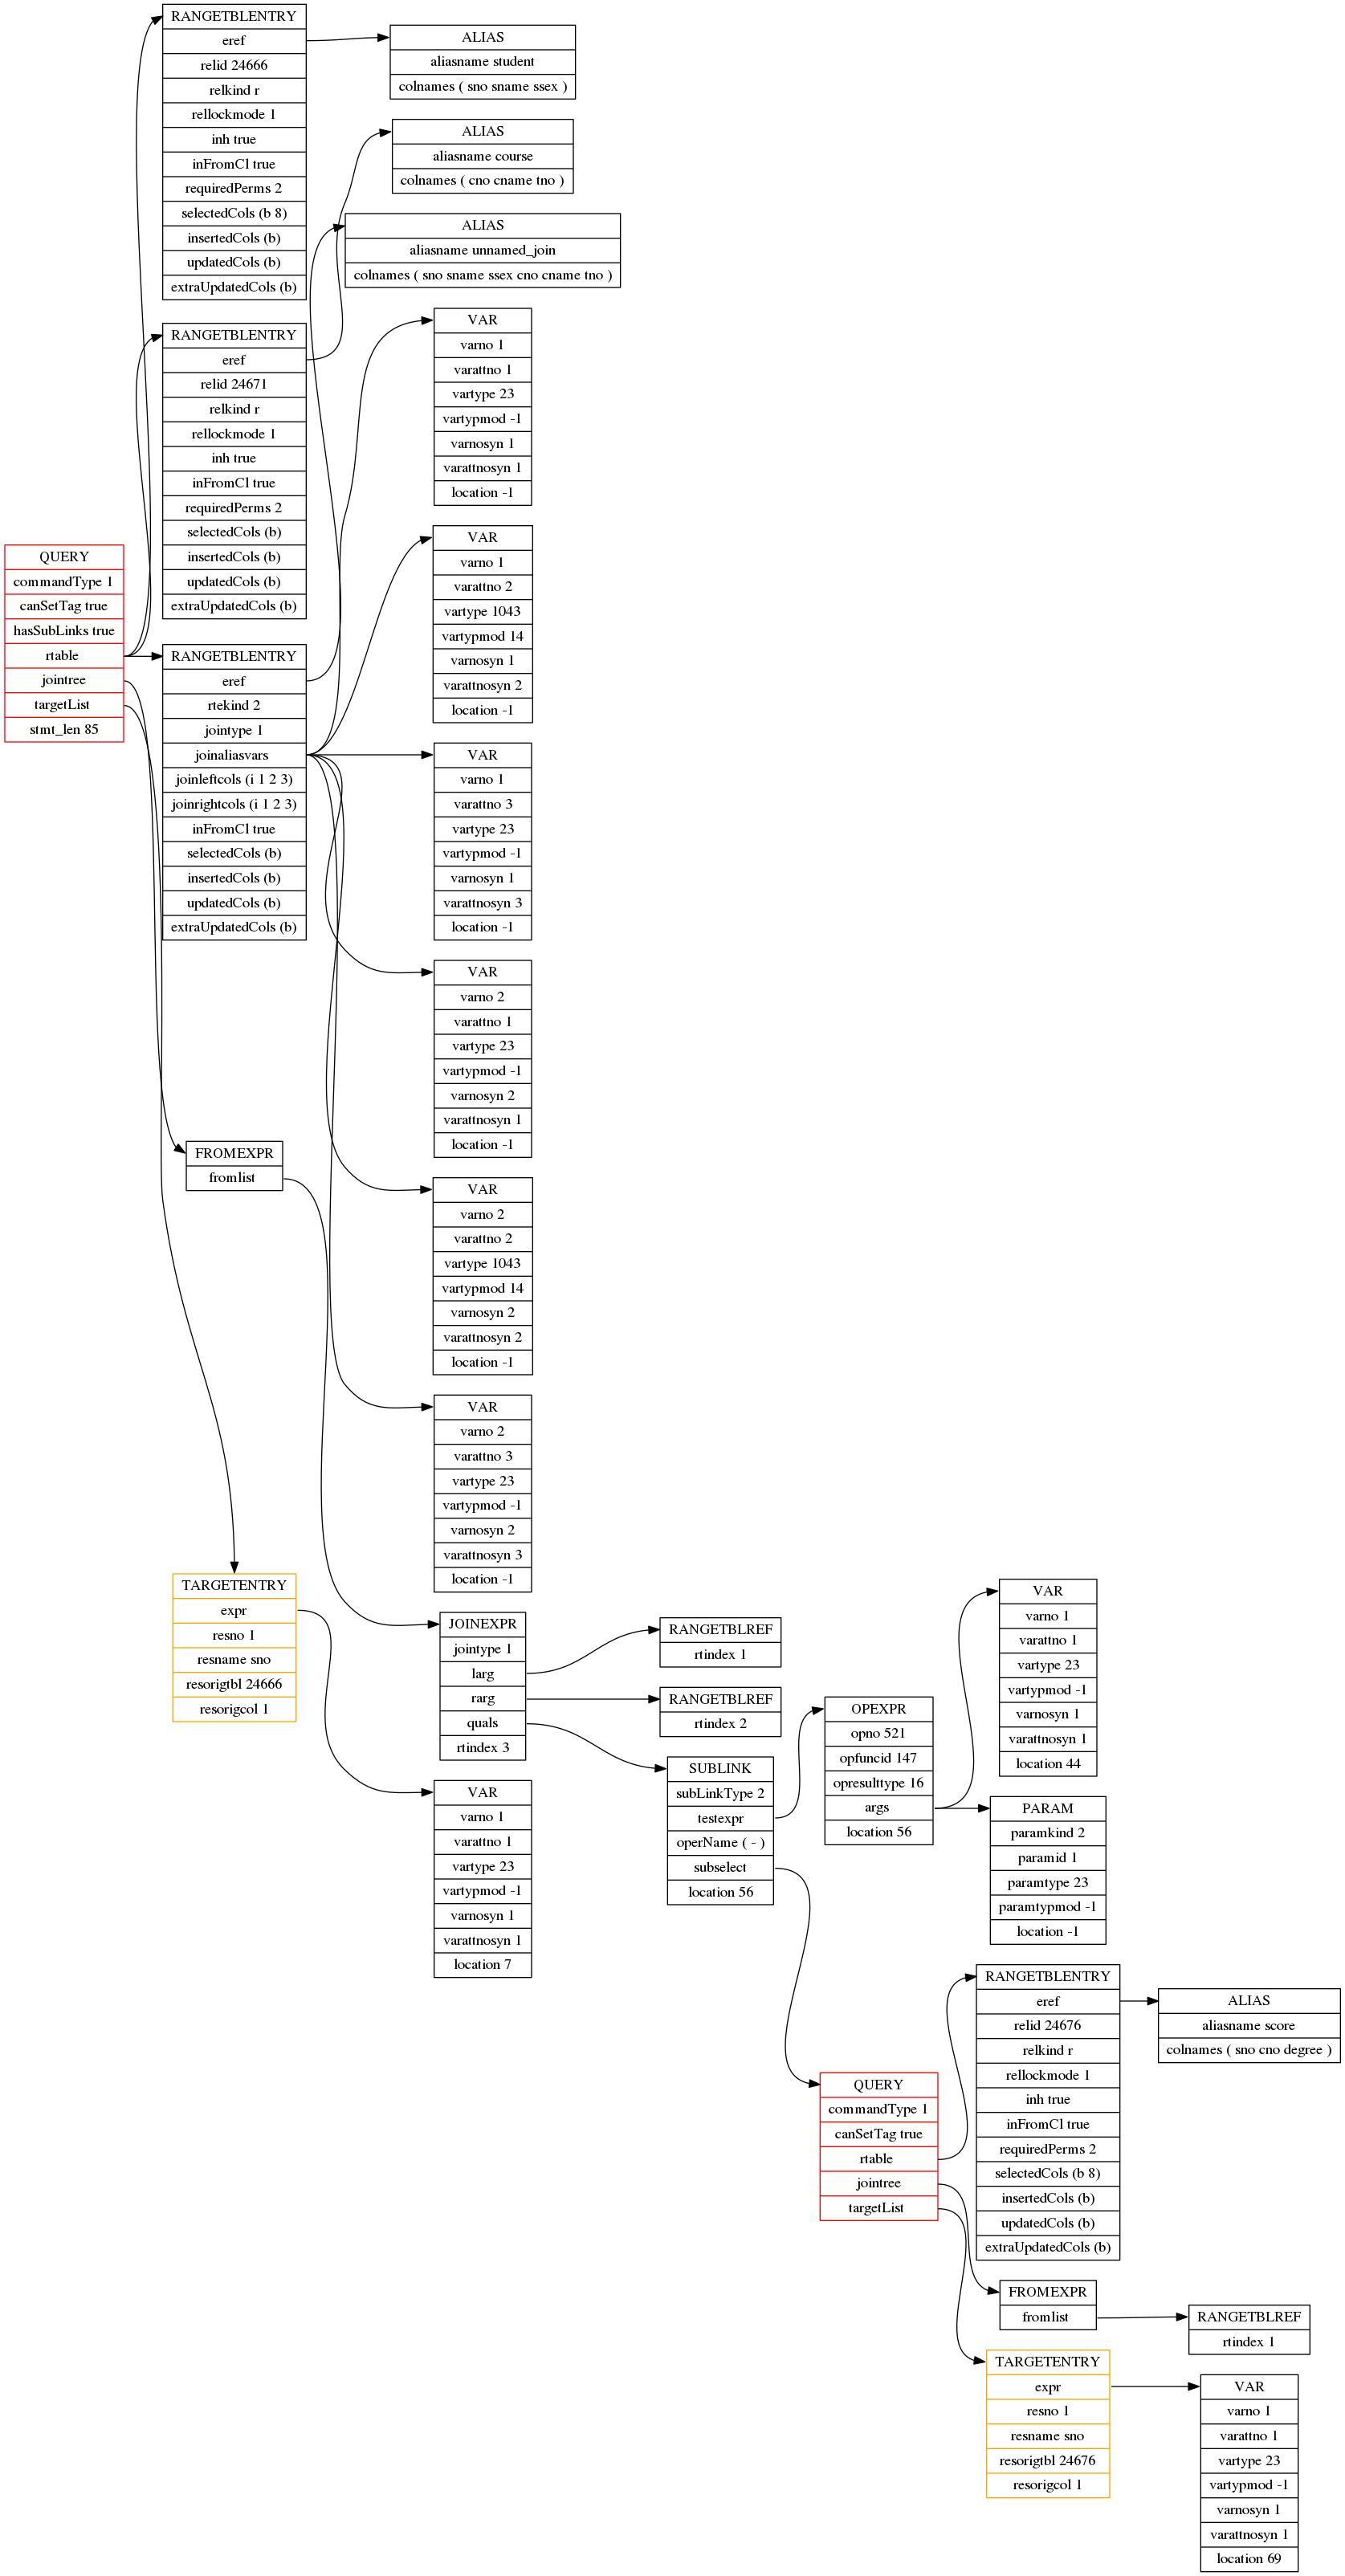 RANGETBLENTRY
eref
relid 24666
relkind r
rellockmode 1
inh true
inFromCl true
requiredPerms 2
selectedCols (b 8)
insertedCols (b)
updatedCols (b)
extraUpdatedCols (b)
ALIAS
aliasname student
colnames ( sno sname ssex )
ALIAS
aliasname course
colnames ( cno cname tno )
ALIAS
aliasname unnamed_join
colnames ( sno sname ssex cno cname tno )
RANGETBLENTRY
eref
relid 24671
relkind r
rellockmode 1
inh true
inFromCl true
requiredPerms 2
selectedCols (b)
insertedCols (b)
updatedCols (b)
extraUpdatedCols (b)
VAR
varno 1
varattno 1
vartype 23
vartypmod -1
varnosyn 1
varattnosyn 1
location -1
QUERY
commandType 1
canSetTag true
hasSubLinks true
rtable
jointree
targetList
stmt_len 85
RANGETBLENTRY
eref
rtekind 2
jointype 1
joinaliasvars
joinleftcols (i 1 2 3)
joinrightcols (i 1 2 3)
inFromCl true
selectedCols (b)
insertedCols (b)
updatedCols (b)
extraUpdatedCols (b)
VAR
varno 1
varattno 2
vartype 1043
vartypmod 14
varnosyn 1
varattnosyn 2
location -1
VAR
varno 1
varattno 3
vartype 23
vartypmod -1
varnosyn 1
varattnosyn 3
location -1
VAR
varno 2
varattno 1
vartype 23
vartypmod -1
varnosyn 2
varattnosyn 1
location -1
FROMEXPR
fromlist
VAR
varno 2
varattno 2
vartype 1043
vartypmod 14
varnosyn 2
varattnosyn 2
location -1
VAR
varno 2
varattno 3
vartype 23
vartypmod -1
varnosyn 2
varattnosyn 3
location -1
TARGETENTRY
expr
resno 1
resname sno
resorigtbl 24666
resorigcol 1
JOINEXPR
jointype 1
larg
rarg
quals
rtindex 3
RANGETBLREF
rtindex 1
RANGETBLREF
rtindex 2
SUBLINK
subLinkType 2
testexpr
operName ( - )
subselect
location 56
OPEXPR
opno 521
opfuncid 147
opresulttype 16
args
location 56
VAR
varno 1
varattno 1
vartype 23
vartypmod -1
varnosyn 1
varattnosyn 1
location 44
PARAM
paramkind 2
paramid 1
paramtype 23
paramtypmod -1
location -1
VAR
varno 1
varattno 1
vartype 23
vartypmod -1
varnosyn 1
varattnosyn 1
location 7
QUERY
commandType 1
canSetTag true
rtable
jointree
targetList
RANGETBLENTRY
eref
relid 24676
relkind r
rellockmode 1
inh true
inFromCl true
requiredPerms 2
selectedCols (b 8)
insertedCols (b)
updatedCols (b)
extraUpdatedCols (b)
ALIAS
aliasname score
colnames ( sno cno degree )
FROMEXPR
fromlist
RANGETBLREF
rtindex 1
TARGETENTRY
expr
resno 1
resname sno
resorigtbl 24676
resorigcol 1
VAR
varno 1
varattno 1
vartype 23
vartypmod -1
varnosyn 1
varattnosyn 1
location 69